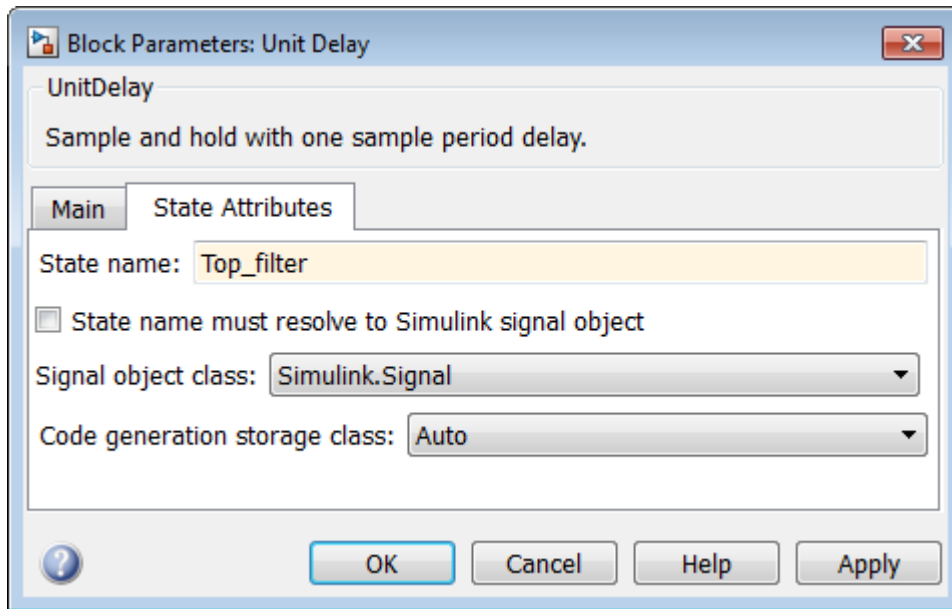 Block Parameters: Unit Delay
UnitDelay
Sample and hold with one sample period delay.
Main State Attributes
State name: Top_filter
State name must resolve to Simulink signal object
Signal object class: Simulink.Signal
Code generation storage class: Auto
? OK Cancel Help Apply